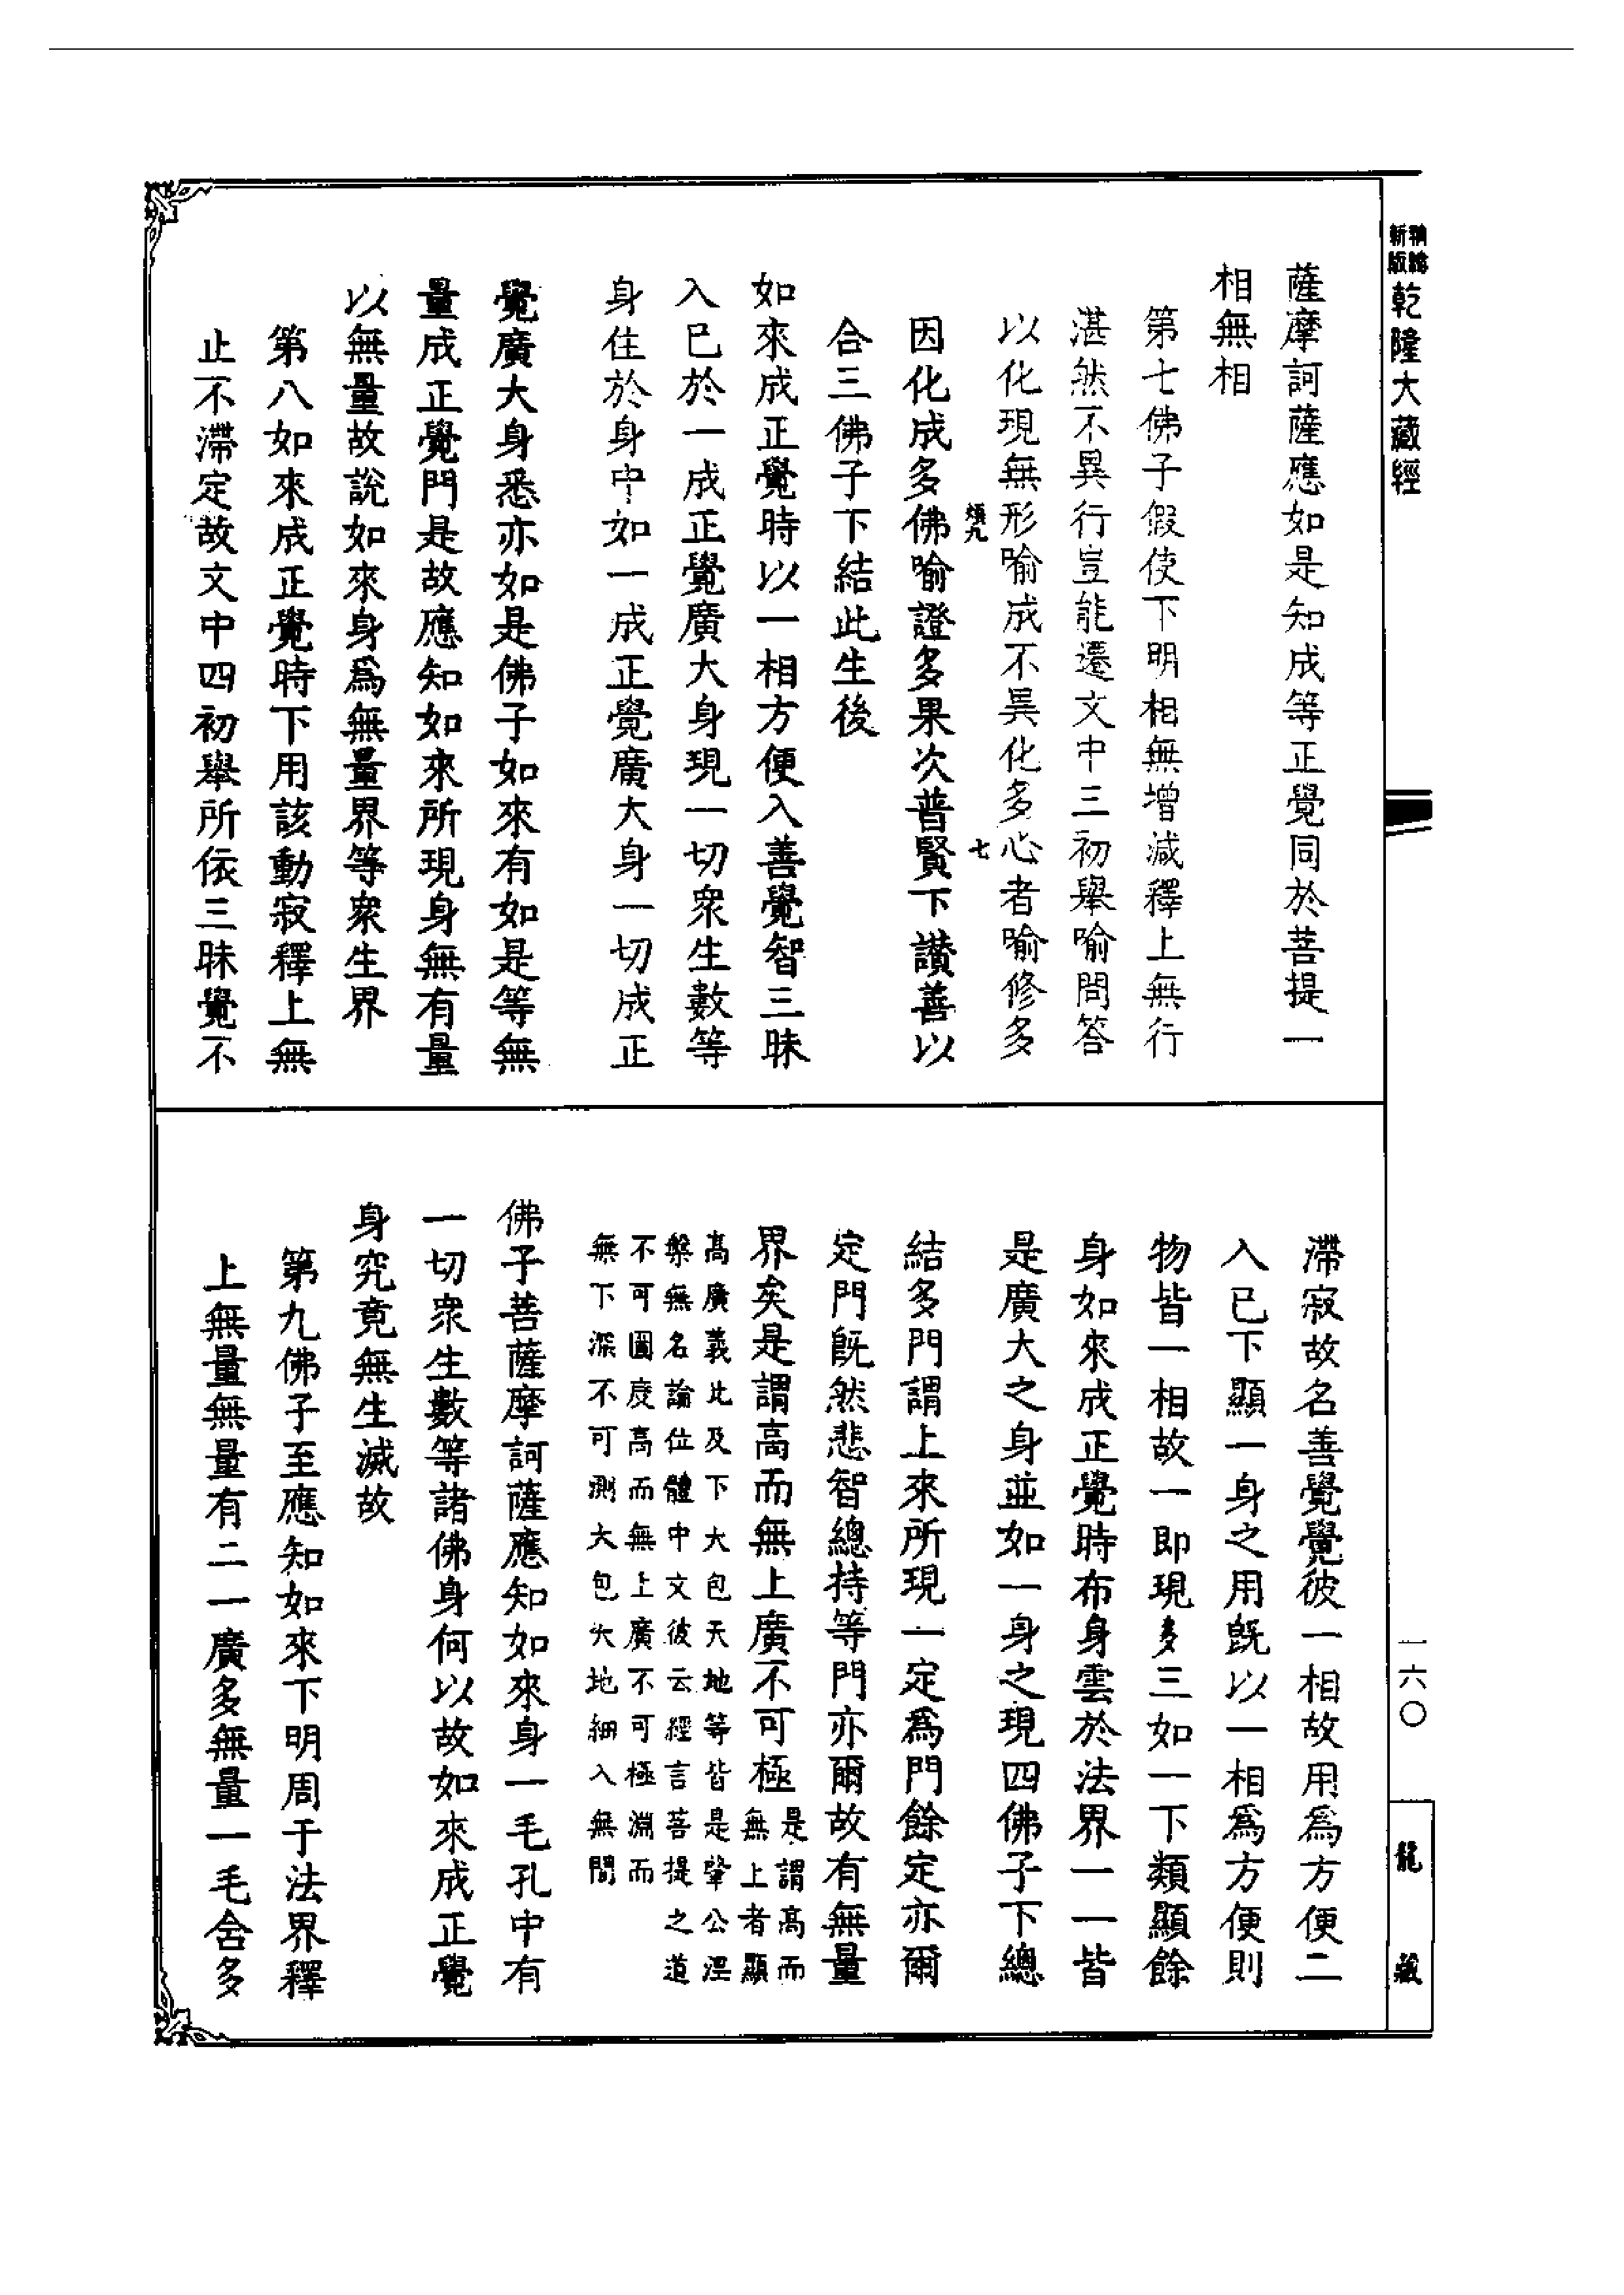 新版
乾隆大藏經
薩摩訶薩應如是知成等正覺同於菩提一
相無相
第七佛子假使下明相無增減釋上無行
湛然不異行豈能遷文中三初舉喻問答
以化現無形喻成不異化多心者喻修多
煩九
七
因化成多佛喻證多果次普賢下讚善以
合三佛子下結此生後
如來成正覺時以一相方便入善覺智三昧
入已於一成正覺廣大身現一切衆生數等
身住於身中如一成正覺廣大身一切成正
覺廣大身悉亦如是佛子如來有如是等無
量成正覺門是故應知如來所現身無有量
以無量故說如來身爲無量界等衆生界
第八如來成正覺時下用該動寂釋上無
止不滯定故文中四初舉所依三昧覺不
滯寂故名善覺覺彼一相故用爲方便二
入已下顯一身之用旣以一相爲方便則
物皆一相故一即現多三如一下類顯餘
身如來成正覺時布身雲於法界一一皆
是廣大之身並如一身之現四佛子下總
結多門謂上來所現一定爲門餘定亦爾
定門旣然悲智總持等門亦爾故有無量
界矣是謂高而無上廣不可極
是謂高而
無上者顯
高廣義此及下大包天地等皆是肇公涅
槃無名論位體中文彼云經言菩提之道
不可圖度高而無上廣不可極淵而
無下深不可測大包天地細入無間
佛子菩薩摩訶薩應知如來身一毛孔中有
一切衆生數等諸佛身何以故如來成正覺
身究竟無生滅故
第九佛子至應知如來下明周于法界釋
上無量無量有二一廣多無量一毛含多
一六〇
龍藏